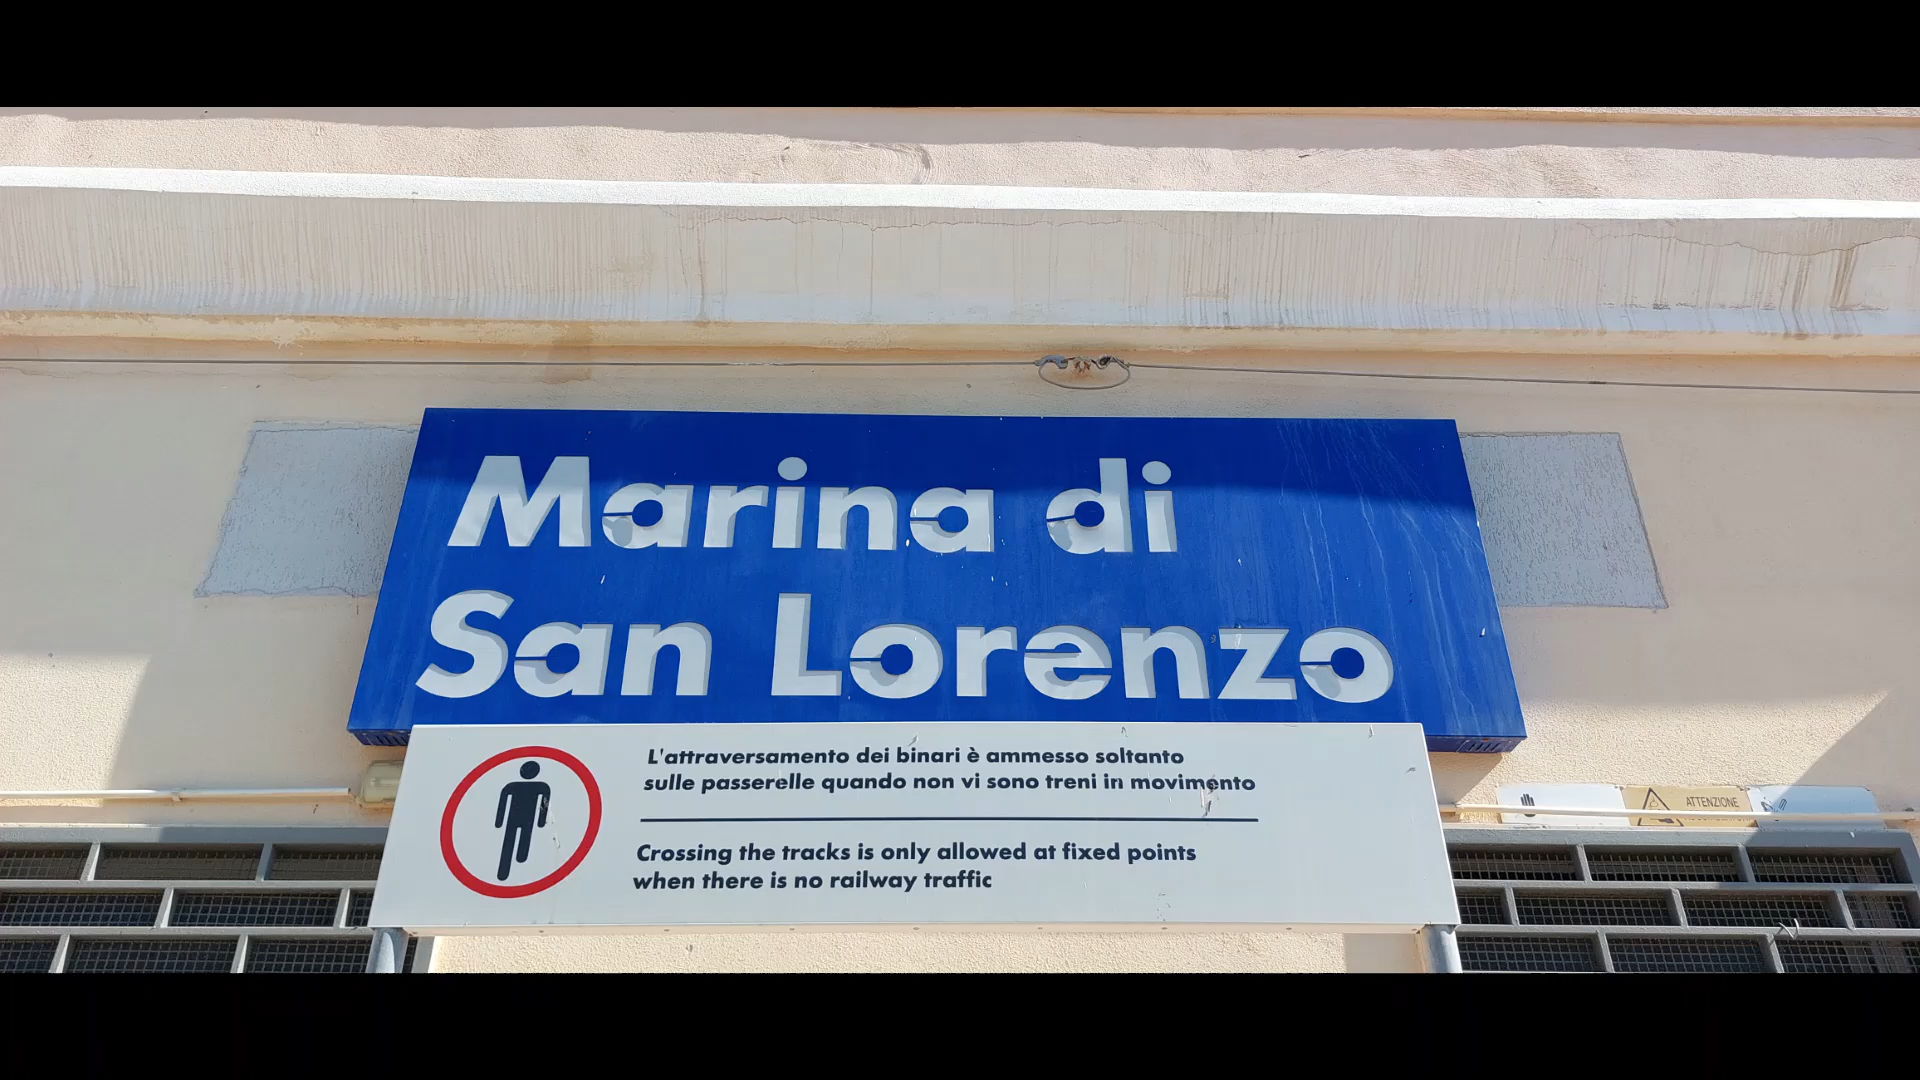 Marina di
San Lorenzo
L'attraversamento dei binari è ammesso soltanto
sulle passerelle quando non vi sono treni in movimento
Crossing the tracks is only allowed at fixed points
when there is no railway traffic
ATTENZIONE